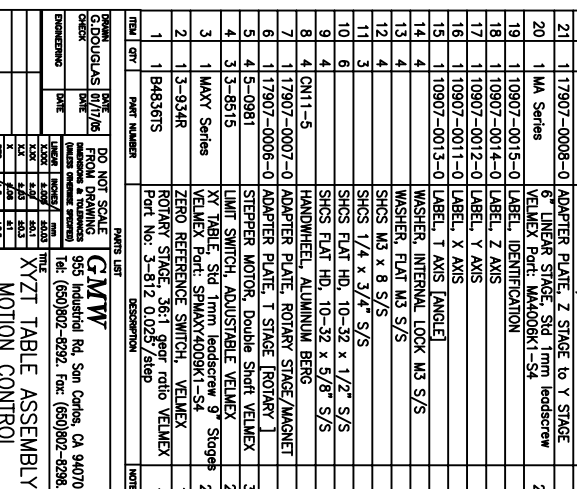 21 1 17907-0008-0 ADAPTER PLATE, Z STAGE to Y STAGE
20 1 MA Series 6" LINEAR STAGE, Std 1mm leadscrew
VELMEX Part: MA4006K1-S4
19 1 10907-0015-0 LABEL, IDENTIFICATION
18 1 10907-0014-0 LABEL, Z AXIS
17 1 10907-0012-0 LABEL, Y AXIS
16 1 10907-0011-0 LABEL, X AXIS
15 1 10907-0013-0 LABEL, T AXIS [ANGLE]
14 4 WASHER, INTERNAL LOCK M3 S/S
13 4 WASHER, FLAT M3 S/S
12 4 SHCS M3 x 8 S/S
11 3 SHCS 1/4 x 3/4" S/S
10 6 SHCS FLAT HD, 10-32 x 1/2" S/S
9 4 SHCS FLAT HD, 10-32 x 5/8" S/S
8 4 CN11-5 HANDWHEEL, ALUMINUM BERG
7 1 17907-0007-0 ADAPTER PLATE, ROTARY STAGE/MAGNET
6 1 17907-0006-0 ADAPTER PLATE, T STAGE [ROTARY ]
5 4 5-0981 STEPPER MOTOR, Double Shaft VELMEX
4 3 3-8515 LIMIT SWITCH, ADJUSTABLE VELMEX
3 1 MAXY Series XY TABLE, Std 1mm leadscrew 9" Stages
VELMEX Part: SPMAXY4009K1-S4
2 1 3-934R ZERO REFERENCE SWITCH, VELMEX
1 1 B4836TS ROTARY STAGE, 36:1 gear ratio VELMEX
Part No: 3-812 0.025°/step
ITEM QTY PART NUMBER DESCRIPTION NOTE
PARTS LIST
DRAWN DATE
G.DOUGLAS 01/17/05
CHECK DATE
ENGINEERING DATE
DO NOT SCALE
FROM DRAWING
DIMENSIONS & TOLERANCES
(UNLESS OTHERWISE SPECIFIED)
LINEAR INCHES mm
GMW
955 Industrial Rd, San Carlos, CA 94070
Tel: (650)802-8292. Fax: (650)802-8298.
TITLE
XYZT TABLE ASSEMBLY
MOTION CONTROL